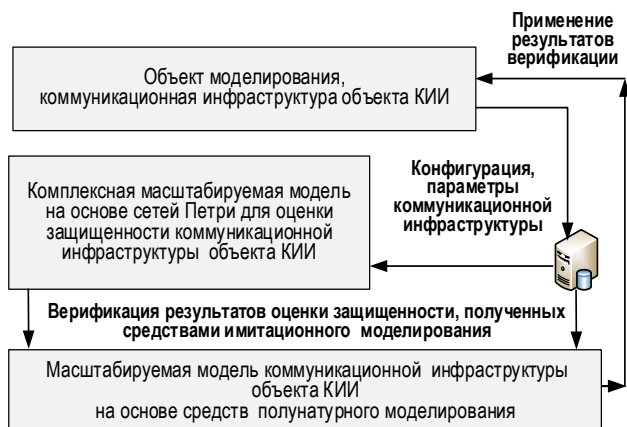 Применение
результатов
верификации
Объект моделирования,
коммуникационная инфраструктура объекта КИИ
Конфигурация,
параметры
коммуникационной
инфраструктуры
Комплексная масштабируемая модель
на основе сетей Петри для оценки
защищенности коммуникационной
инфраструктуры объекта КИИ
Верификация результатов оценки защищенности, полученных
средствами имитационного моделирования
Масштабируемая модель коммуникационной инфраструктуры
объекта КИИ
на основе средств полунатурного моделирования